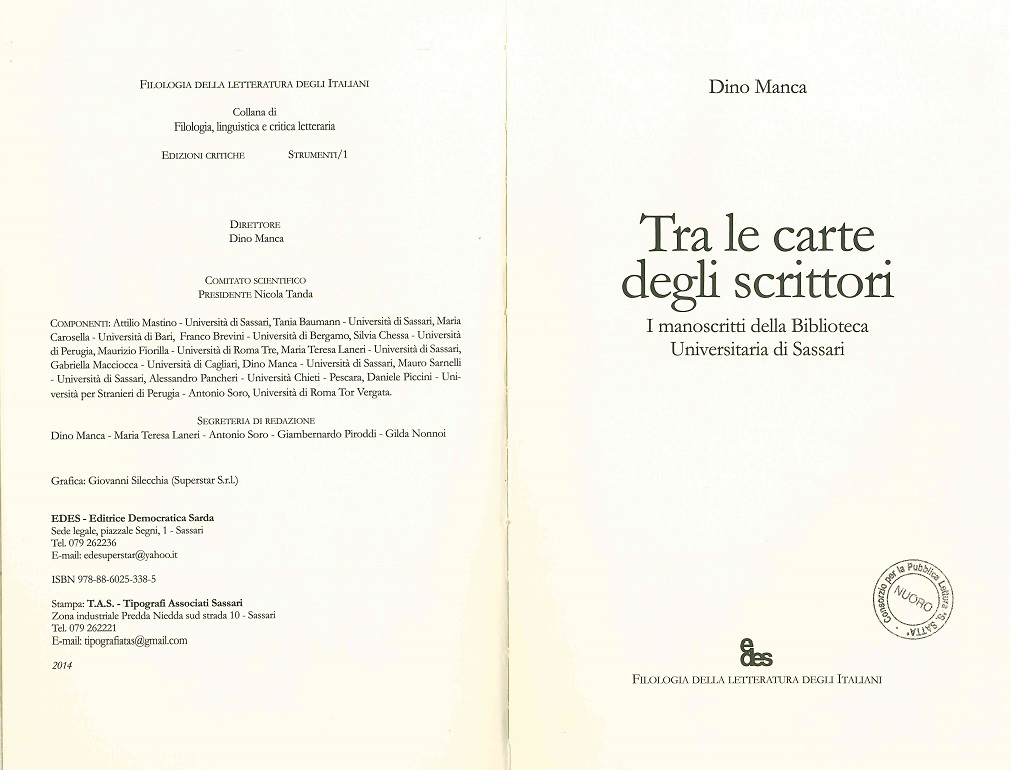 FILOLOGIA DELLA LETTERATURA DEGLI ITALIANI
Collana di
Filologia, linguistica e critica letteraria
EDIZIONI CRITICHE STRUMENTI/1
DIRETTORE
Dino Manca
COMITATO SCIENTIFICO
PRESIDENTE Nicola Tanda
COMPONENTI: Attilio Mastino - Università di Sassari, Tania Baumann - Università di Sassari, Maria
Carosella - Università di Bari, Franco Brevini - Università di Bergamo, Silvia Chessa - Università
di Perugia, Maurizio Fiorilla - Università di Roma Tre, Maria Teresa Laneri - Università di Sassari,
Gabriella Macciocca - Università di Cagliari, Dino Manca - Università di Sassari, Mauro Sarnelli
- Università di Sassari, Alessandro Pancheri - Università Chieti - Pescara, Daniele Piccini - Uni-
versità per Stranieri di Perugia - Antonio Soro, Università di Roma Tor Vergata.
SEGRETERIA DI REDAZIONE
Dino Manca - Maria Teresa Laneri - Antonio Soro - Giambernardo Piroddi - Gilda Nonnoi
Grafica: Giovanni Silecchia (Superstar S.r.l.)
EDES - Editrice Democratica Sarda
Sede legale, piazzale Segni, 1 - Sassari
Tel. 079 262236
E-mail: edesuperstar@yahoo.it
ISBN 978-88-6025-338-5
Stampa: T.A.S. - Tipografi Associati Sassari
Zona industriale Predda Niedda sud strada 10 - Sassari
Tel. 079 262221
E-mail: tipografiatas@gmail.com
2014
Dino Manca
Tra le carte
degli scrittori
I manoscritti della Biblioteca
Universitaria di Sassari
Consorzio per la Pubblica Lettura "S. SATTA"
NUORO
edes
FILOLOGIA DELLA LETTERATURA DEGLI ITALIANI